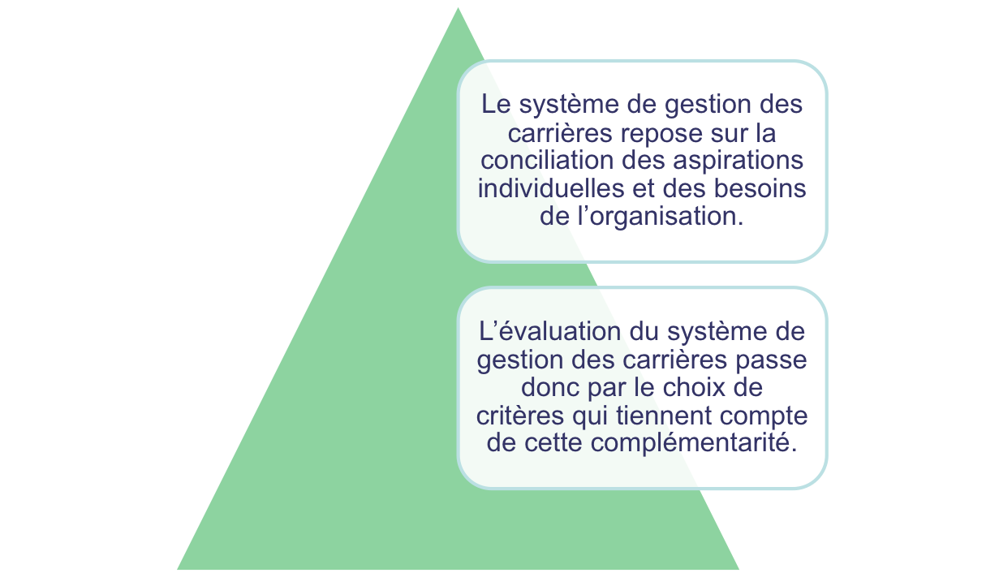 Le système de gestion des
carrières repose sur la
conciliation des aspirations
individuelles et des besoins
de l’organisation.
L’évaluation du système de
gestion des carrières passe
donc par le choix de
critères qui tiennent compte
de cette complémentarité.